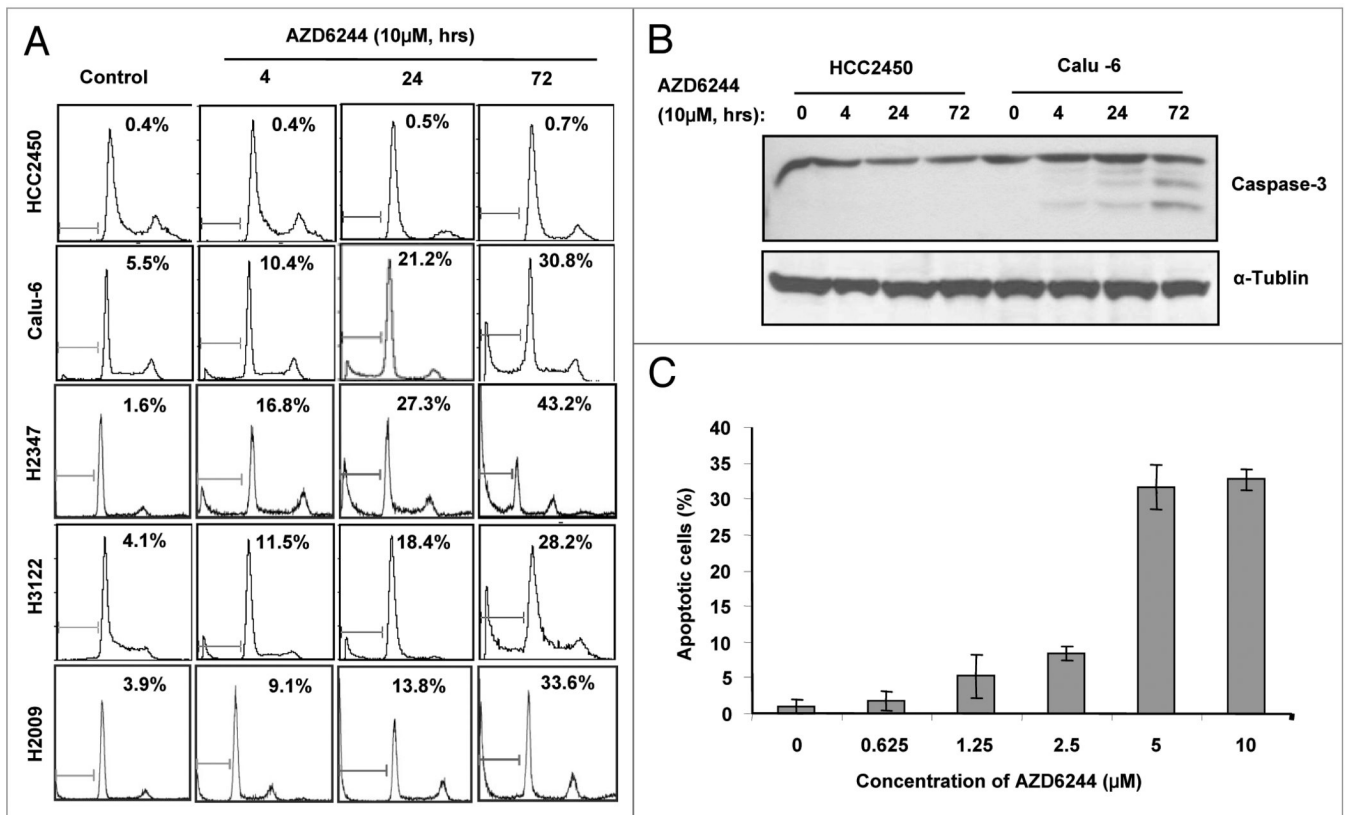 A
AZD6244 (10μM, hrs)
Control 4 24 72
HCC2450 0.4% 0.4% 0.5% 0.7%
Calu-6 5.5% 10.4% 21.2% 30.8%
H2347 1.6% 16.8% 27.3% 43.2%
H3122 4.1% 11.5% 18.4% 28.2%
H2009 3.9% 9.1% 13.8% 33.6%
B
HCC2450 Calu -6
AZD6244
(10μM, hrs): 0 4 24 72 0 4 24 72
Caspase-3
α-Tublin
C
Apoptotic cells (%)
40
35
30
25
20
15
10
5
0
0 0.625 1.25 2.5 5 10
Concentration of AZD6244 (μM)